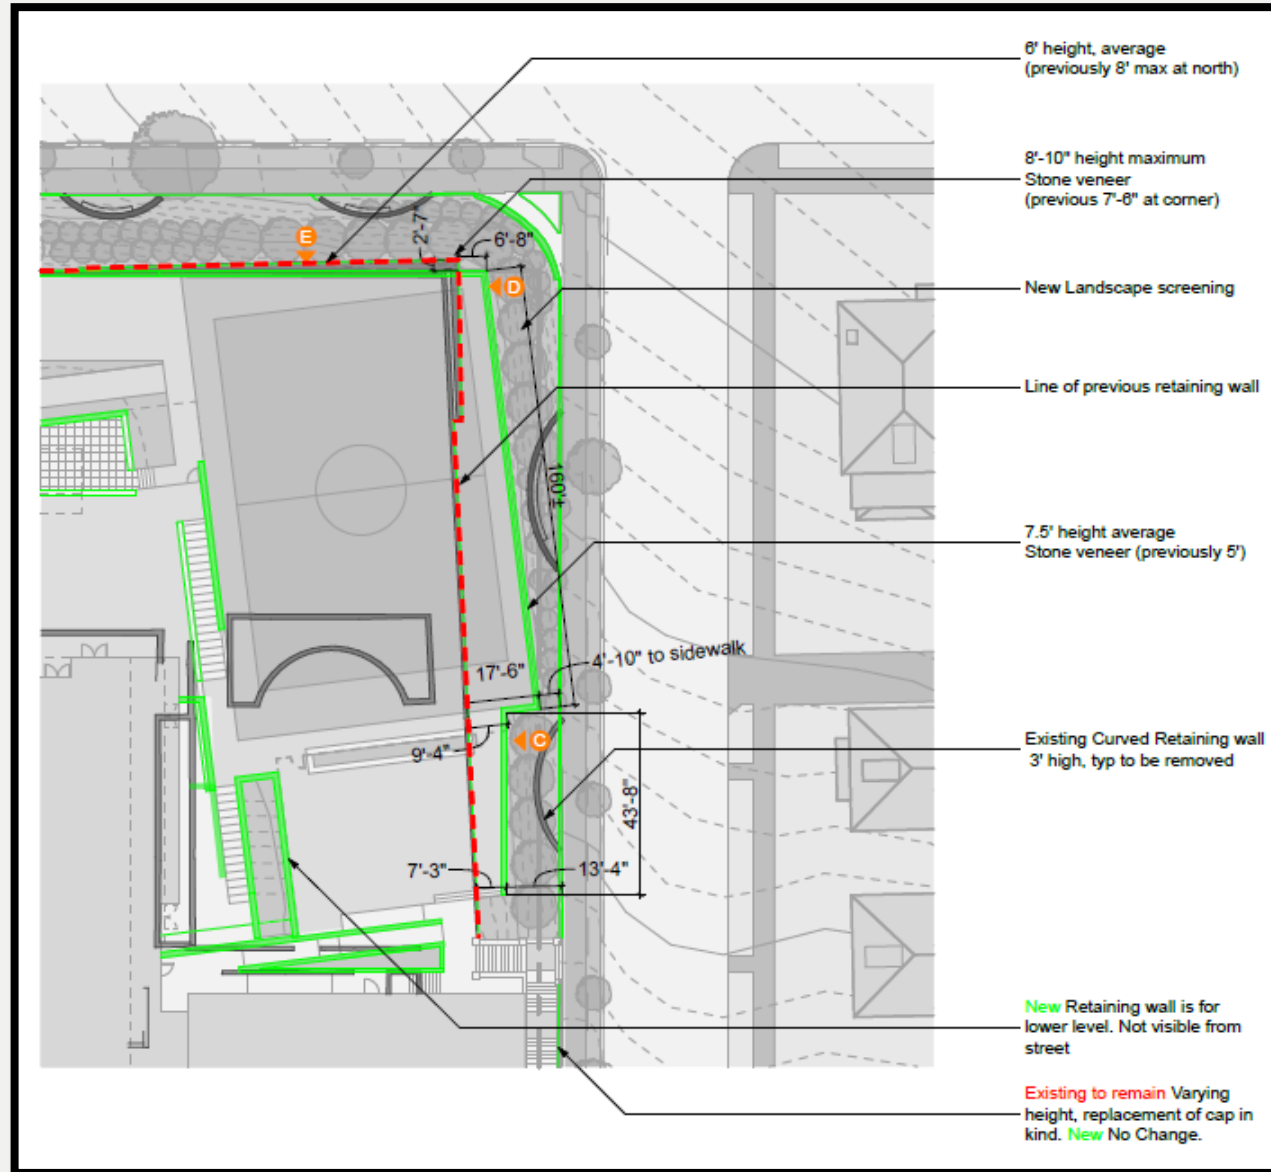 6' height, average
(previously 8' max at north)
8'-10" height maximum
Stone veneer
(previous 7'-6" at corner)
E
2'-7"
6'-8"
D
New Landscape screening
Line of previous retaining wall
160'±
7.5' height average
Stone veneer (previously 5')
17'-6"
4'-10" to sidewalk
9'-4"
C
Existing Curved Retaining wall
3' high, typ to be removed
43'-8"
7'-3"
13'-4"
New Retaining wall is for
lower level. Not visible from
street
Existing to remain Varying
height, replacement of cap in
kind. New No Change.